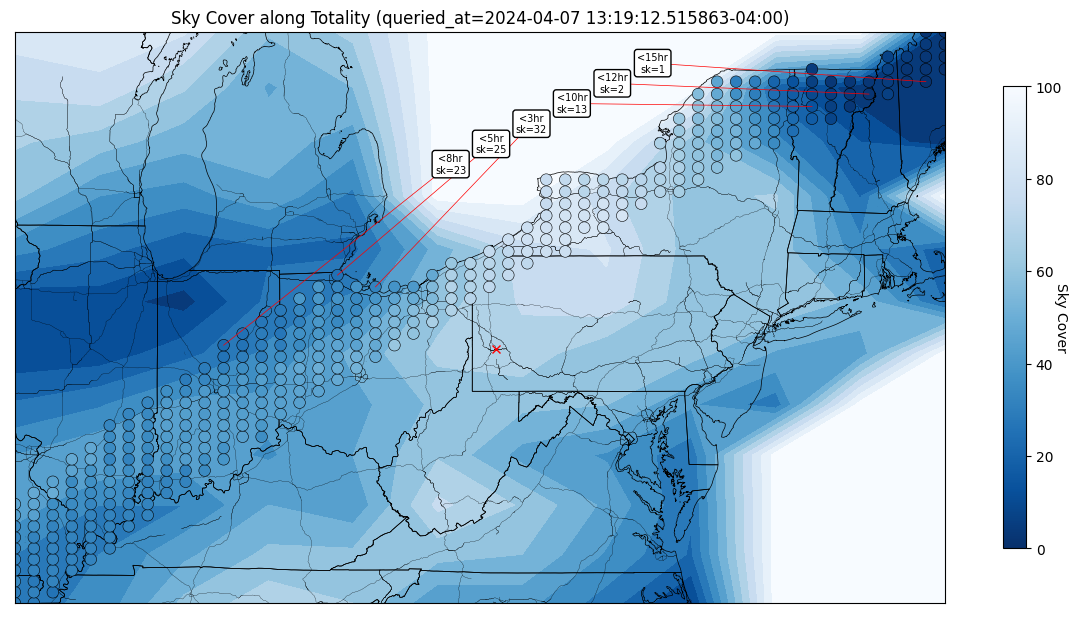 Sky Cover along Totality (queried_at=2024-04-07 13:19:12.515863-04:00)
<15hr
sk=1
<12hr
sk=2
<10hr
sk=13
<3hr
sk=32
<5hr
sk=25
<8hr
sk=23
100
80
60
40
20
0
Sky Cover